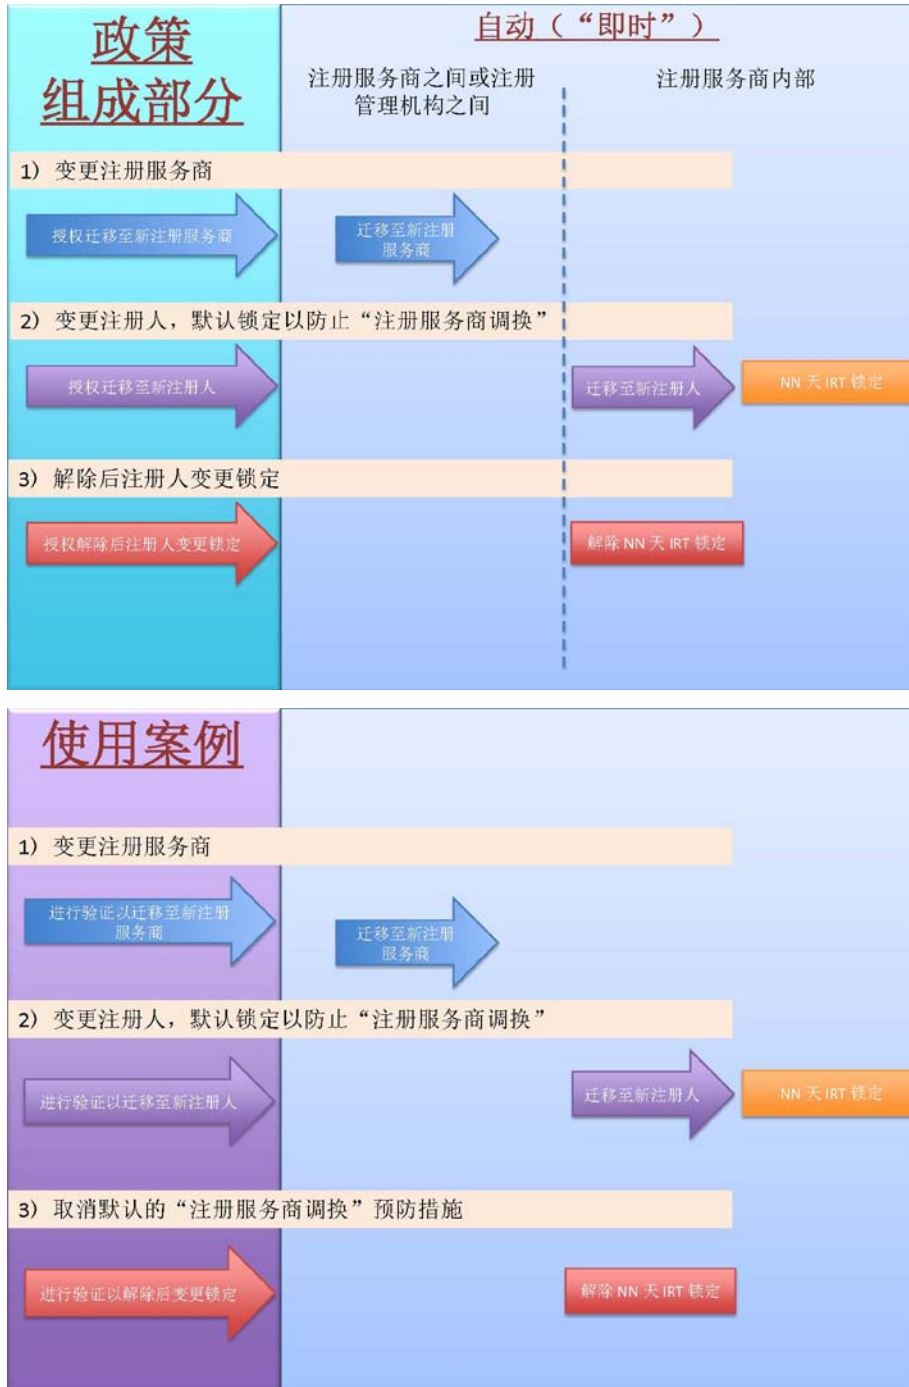 政策
组成部分
自动（“即时”）
注册服务商之间或注册
管理机构之间
注册服务商内部
1) 变更注册服务商
授权迁移至新注册服务商
迁移至新注册
服务商
2) 变更注册人，默认锁定以防止“注册服务商调换”
授权迁移至新注册人
迁移至新注册人
NN 天 IRT 锁定
3) 解除后注册人变更锁定
授权解除后注册人变更锁定
解除 NN 天 IRT 锁定
使用案例
1) 变更注册服务商
进行验证以迁移至新注册
服务商
迁移至新注册
服务商
2) 变更注册人，默认锁定以防止“注册服务商调换”
进行验证以迁移至新注册人
迁移至新注册人
NN 天 IRT 锁定
3) 取消默认的“注册服务商调换”预防措施
进行验证以解除后变更锁定
解除 NN 天 IRT 锁定